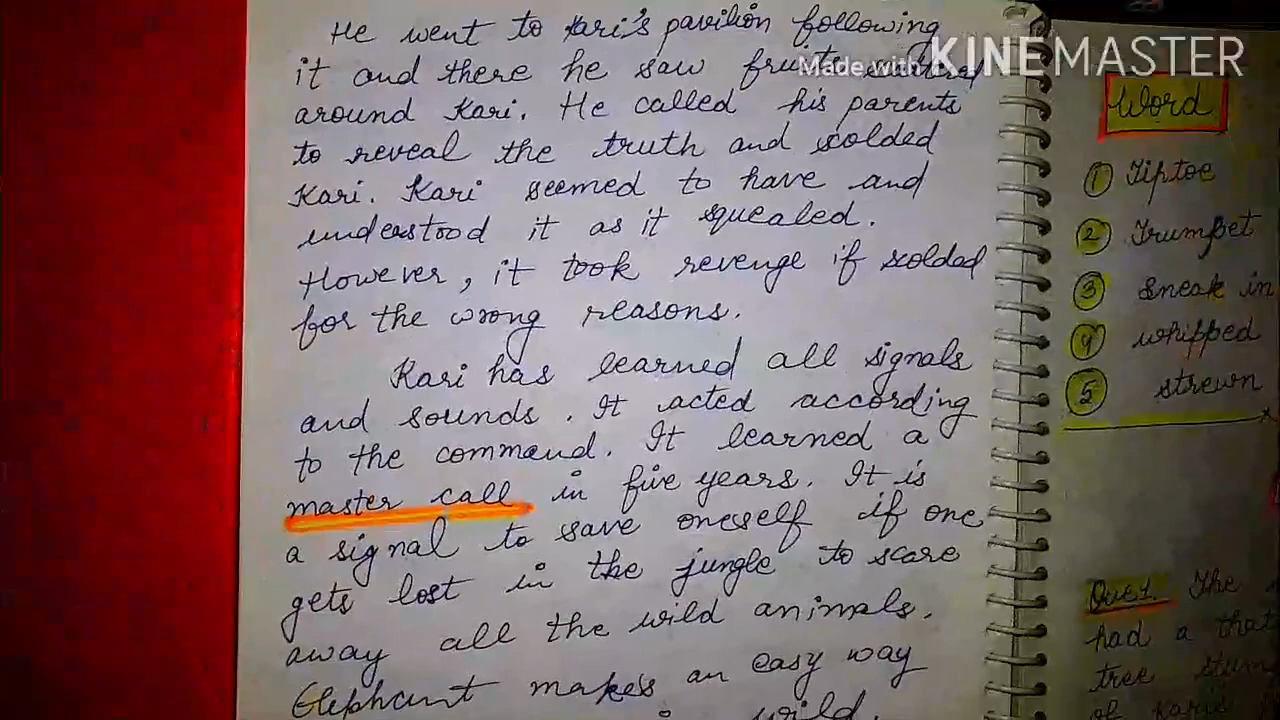 He went to Kari's pavilion following
it and there he saw fruits
around Kari. He called his parents
to reveal the truth and scolded
Kari. Kari seemed to have and
understood it as it squealed.
However, it took revenge if scolded
for the wrong reasons.
Kari has learned all signals
and sounds. It acted according
to the command. It learned a
master call in five years. It is
a signal to save oneself if one
gets lost in the jungle to scare
away all the wild animals.
Elephant makes an easy way
wild.
Made with KINEMASTER
Word
1 Tiptoe
2 Trumpet
3 Sneak in
4 whipped
5 strewn
Que1. The
had a
tree
of Kari's